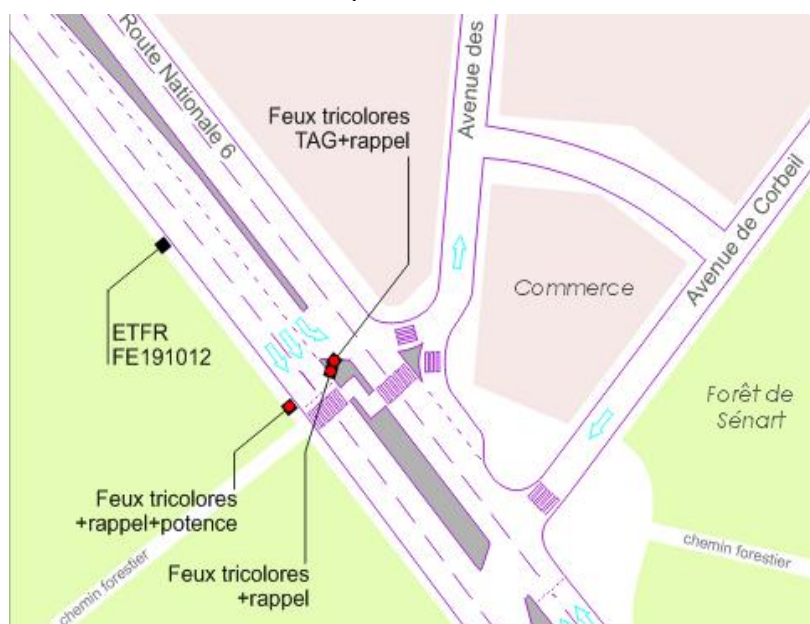 Route Nationale 6
Feux tricolores
TAG+rappel
Avenue des
Avenue de Corbeil
Commerce
ETFR
FE191012
Forêt de
Sénart
Feux tricolores
+rappel+potence
Feux tricolores
+rappel
chemin forestier
chemin forestier